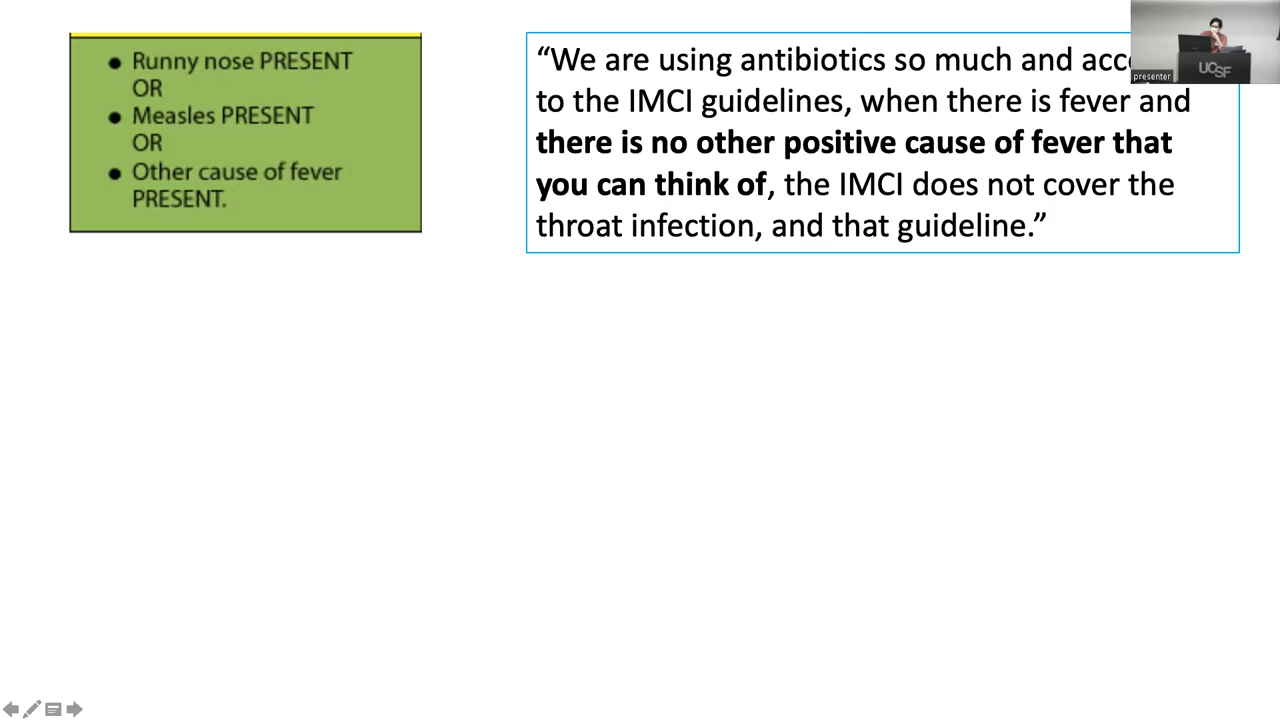 ● Runny nose PRESENT
OR
● Measles PRESENT
OR
● Other cause of fever
PRESENT.
“We are using antibiotics so much and
to the IMCI guidelines, when there is fever and
there is no other positive cause of fever that
you can think of, the IMCI does not cover the
throat infection, and that guideline.”
presenter
UCSF